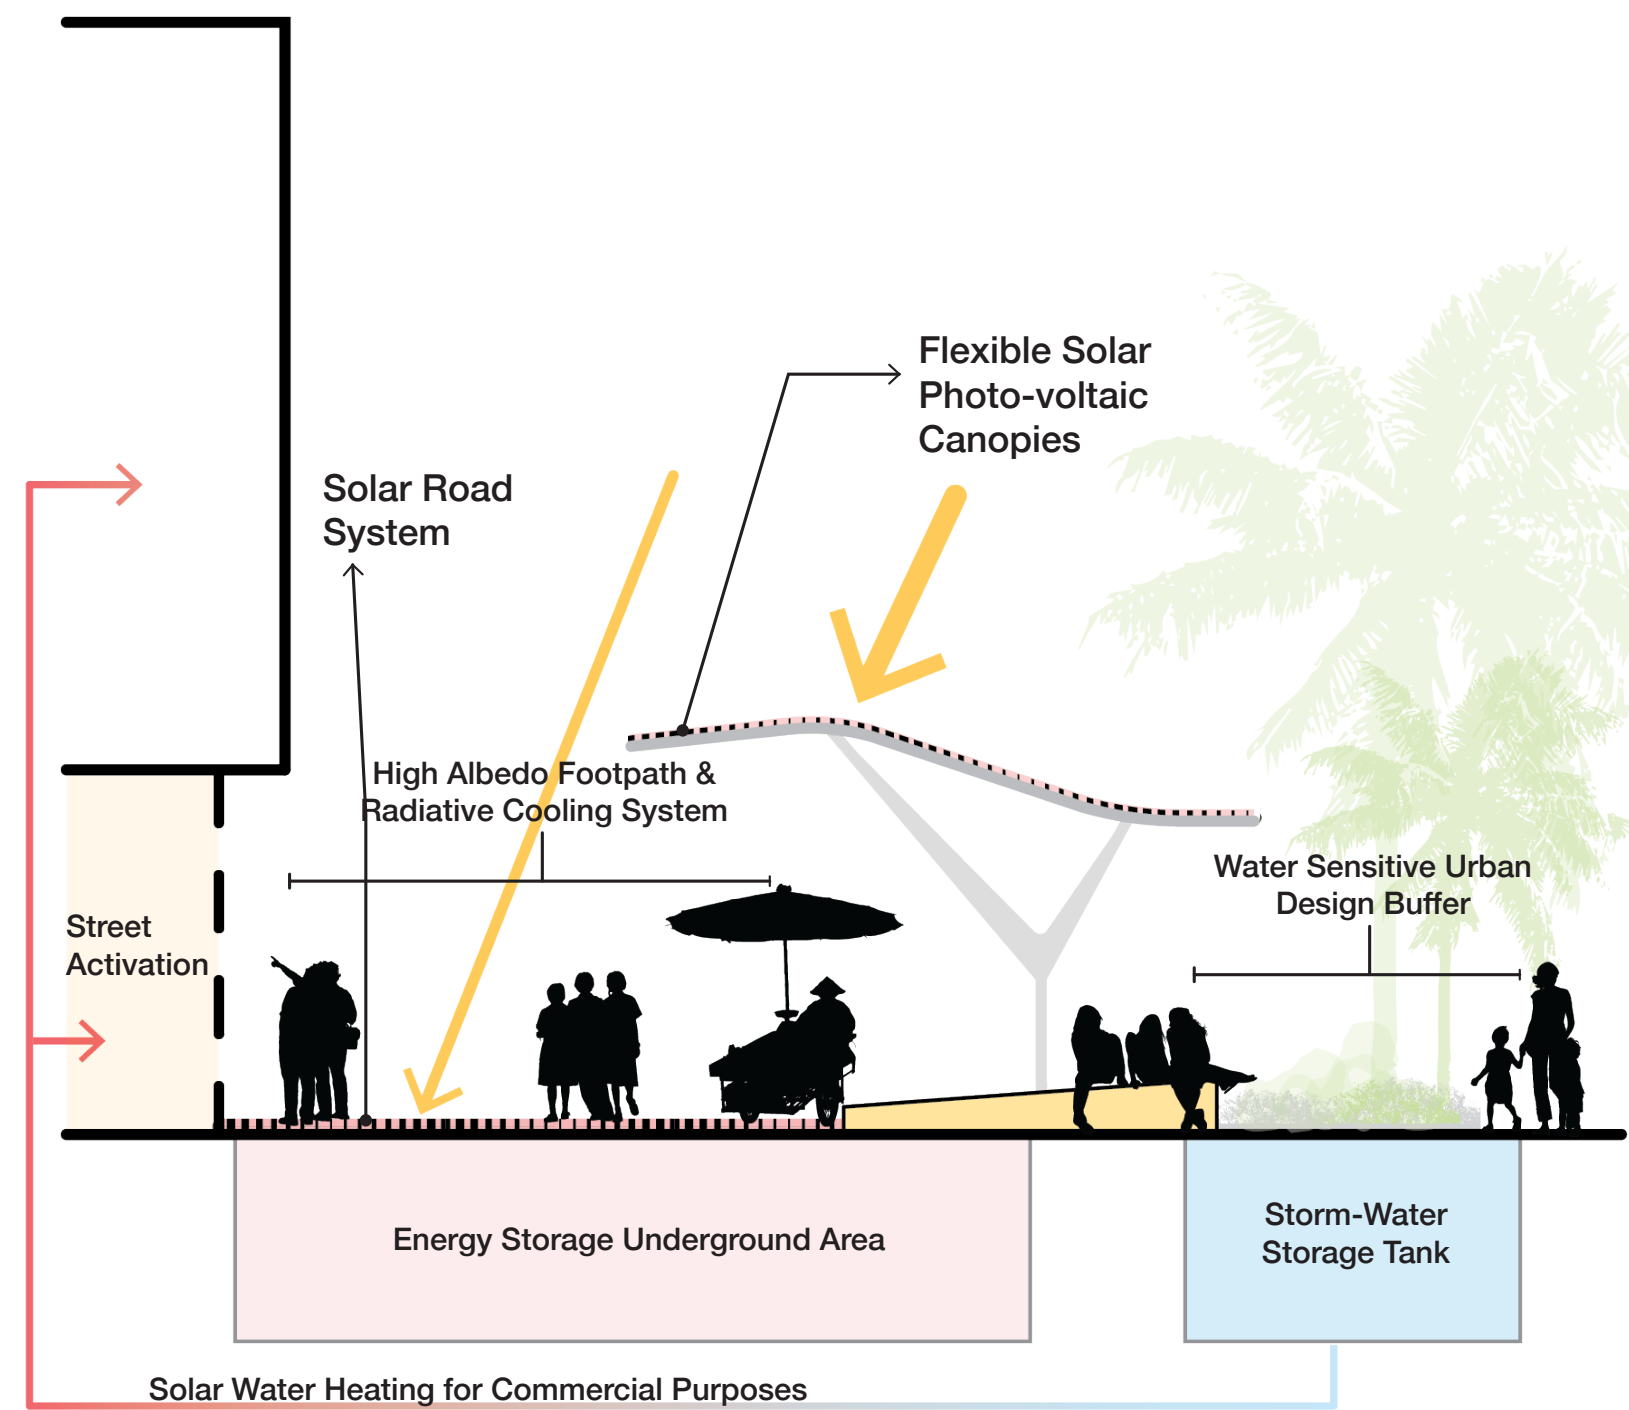 Flexible Solar
Photo-voltaic
Canopies
Solar Road
System
High Albedo Footpath &
Radiative Cooling System
Water Sensitive Urban
Design Buffer
Street
Activation
Energy Storage Underground Area
Storm-Water
Storage Tank
Solar Water Heating for Commercial Purposes